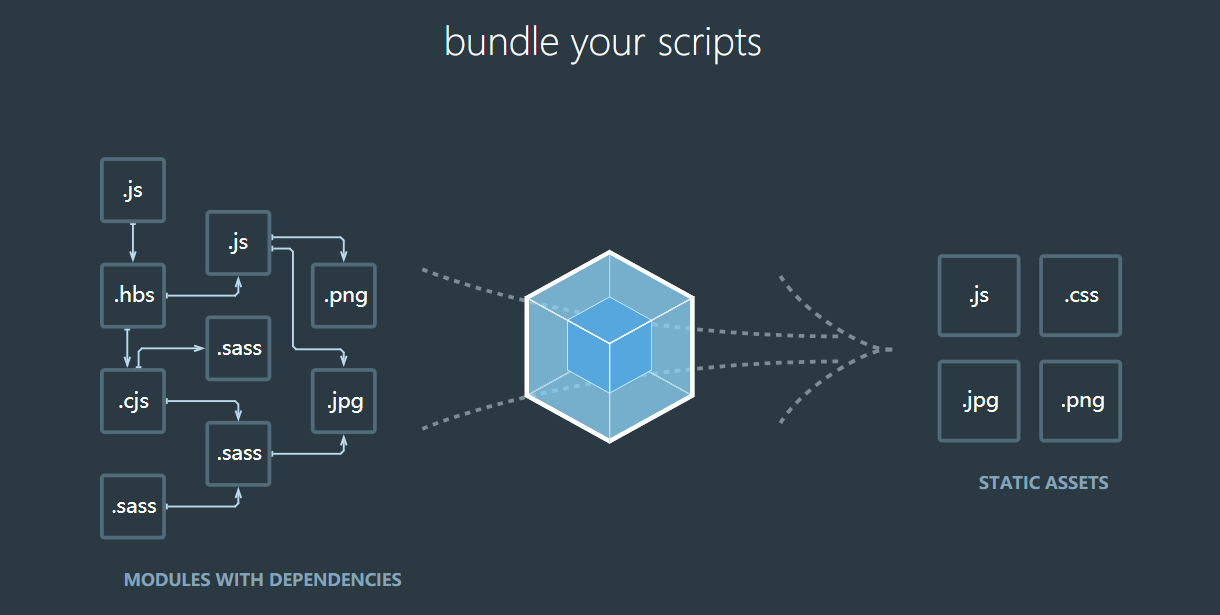 bundle your scripts
.js
.js
.hbs
.png
.sass
.cjs
.jpg
.sass
.sass
MODULES WITH DEPENDENCIES
.js
.css
.jpg
.png
STATIC ASSETS